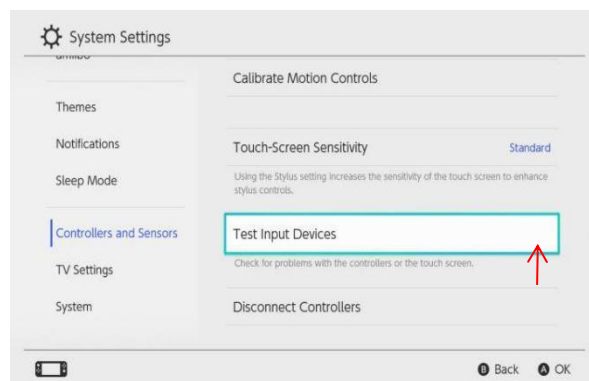 System Settings
amiibo
Calibrate Motion Controls
Themes
Notifications
Touch-Screen Sensitivity Standard
Sleep Mode
Using the Stylus setting increases the sensitivity of the touch screen to enhance
stylus controls.
Controllers and Sensors
Test Input Devices
TV Settings
Check for problems with the controllers or the touch screen.
System
Disconnect Controllers
B Back A OK